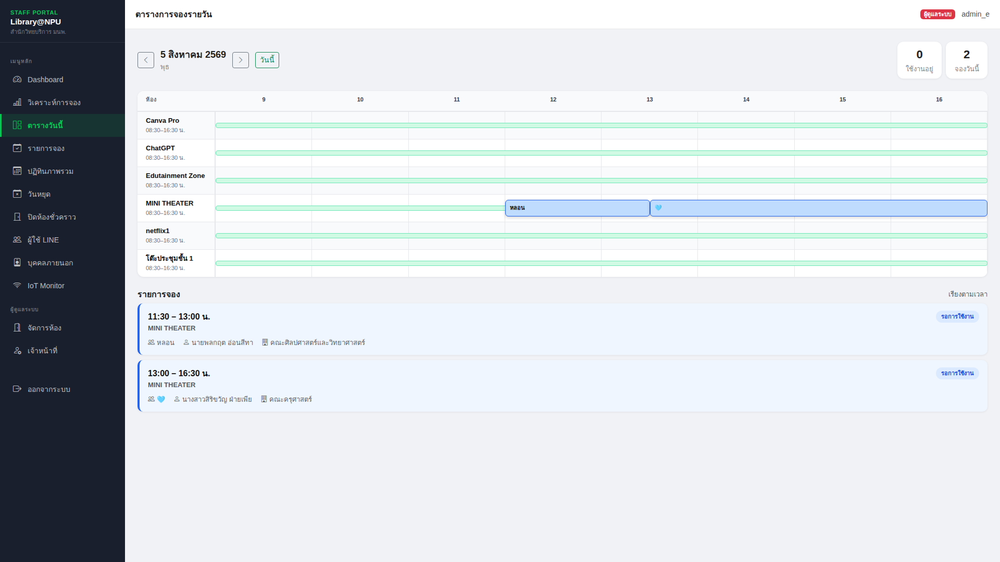 STAFF PORTAL
Library@NPU
สำนักวิทยบริการ มนพ.
เมนูหลัก
Dashboard
วิเคราะห์การจอง
ตารางวันนี้
รายการจอง
ปฏิทินภาพรวม
วันหยุด
ปิดห้องชั่วคราว
ผู้ใช้ LINE
บุคคลภายนอก
IoT Monitor
ผู้ดูแลระบบ
จัดการห้อง
เจ้าหน้าที่
ออกจากระบบ
ตารางการจองรายวัน
ผู้ดูแลระบบ admin_e
5 สิงหาคม 2569
พุธ
วันนี้
0
ใช้งานอยู่
2
จองวันนี้
ห้อง 9 10 11 12 13 14 15 16
Canva Pro
08:30–16:30 น.
ChatGPT
08:30–16:30 น.
Edutainment Zone
08:30–16:30 น.
MINI THEATER
08:30–16:30 น.
หลอน 🩵
netflix1
08:30–16:30 น.
โต๊ะประชุมชั้น 1
08:30–16:30 น.
รายการจอง
เรียงตามเวลา
11:30 – 13:00 น.
รอการใช้งาน
MINI THEATER
หลอน นายพลกฤต อ่อนสีทา คณะศิลปศาสตร์และวิทยาศาสตร์
13:00 – 16:30 น.
รอการใช้งาน
MINI THEATER
🩵 นางสาวสิริขวัญ ฝ่ายเพีย คณะครุศาสตร์